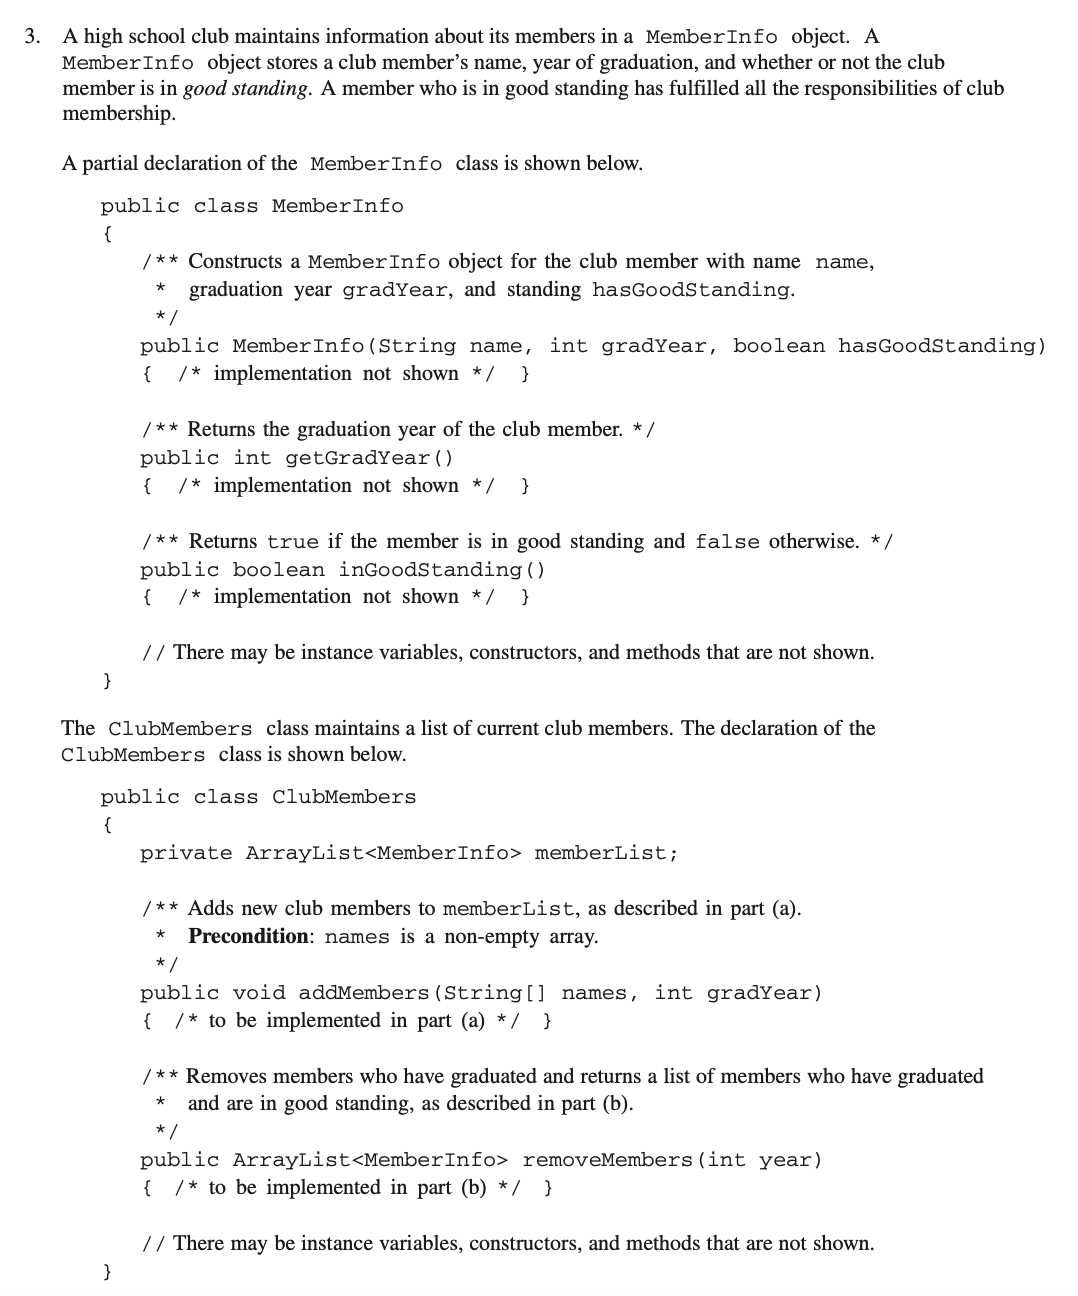 3. A high school club maintains information about its members in a MemberInfo object. A
MemberInfo object stores a club member's name, year of graduation, and whether or not the club
member is in good standing. A member who is in good standing has fulfilled all the responsibilities of club
membership.
A partial declaration of the MemberInfo class is shown below.
public class MemberInfo
{
/** Constructs a MemberInfo object for the club member with name name,
* graduation year gradYear, and standing hasGoodStanding.
*/
public MemberInfo(String name, int gradYear, boolean hasGoodStanding)
{ /* implementation not shown */ }
/** Returns the graduation year of the club member. */
public int getGradYear()
{ /* implementation not shown */ }
/** Returns true if the member is in good standing and false otherwise. */
public boolean inGoodStanding()
{ /* implementation not shown */ }
// There may be instance variables, constructors, and methods that are not shown.
}
The ClubMembers class maintains a list of current club members. The declaration of the
ClubMembers class is shown below.
public class ClubMembers
{
private ArrayList<MemberInfo> memberList;
/** Adds new club members to memberList, as described in part (a).
* Precondition: names is a non-empty array.
*/
public void addMembers(String[] names, int gradYear)
{ /* to be implemented in part (a) */ }
/** Removes members who have graduated and returns a list of members who have graduated
* and are in good standing, as described in part (b).
*/
public ArrayList<MemberInfo> removeMembers(int year)
{ /* to be implemented in part (b) */ }
// There may be instance variables, constructors, and methods that are not shown.
}